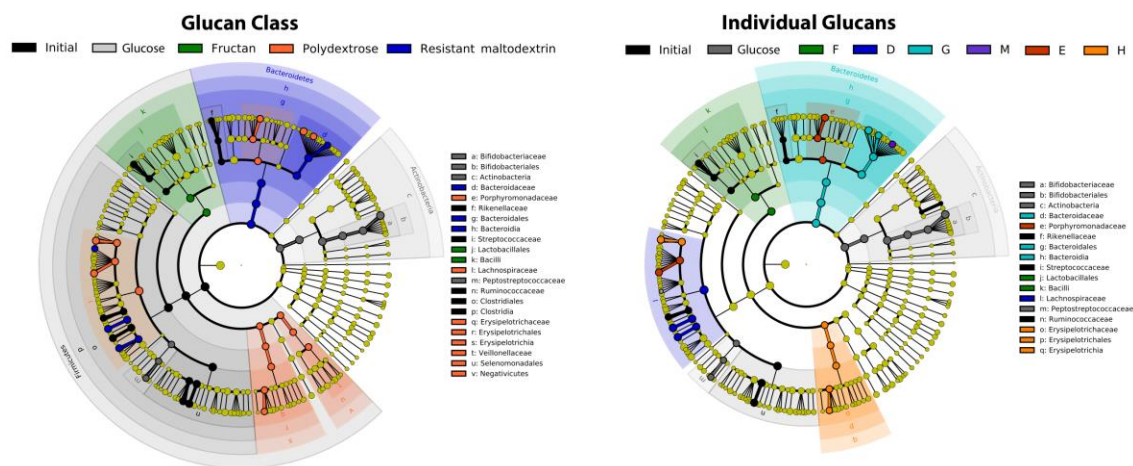 Glucan Class
Initial Glucose Fructan Polydextrose Resistant maltodextrin
Bacteroidetes
h
g
f
d
k
j
Actinobacteria
c
b
a
l
m
n
o
p
Firmicutes
a: Bifidobacteriaceae
b: Bifidobacteriales
c: Actinobacteria
d: Bacteroidaceae
e: Porphyromonadaceae
f: Rikenellaceae
g: Bacteroidales
h: Bacteroidia
i: Streptococcaceae
j: Lactobacillales
k: Bacilli
l: Lachnospiraceae
m: Peptostreptococcaceae
n: Ruminococcaceae
o: Clostridiales
p: Clostridia
q: Erysipelotrichaceae
r: Erysipelotrichales
s: Erysipelotrichia
t: Veillonellaceae
u: Selenomonadales
v: Negativicutes
Individual Glucans
Initial Glucose F D G M E H
Bacteroidetes
h
g
e
f
d
k
j
Actinobacteria
c
b
a
l
m
n
a: Bifidobacteriaceae
b: Bifidobacteriales
c: Actinobacteria
d: Bacteroidaceae
e: Porphyromonadaceae
f: Rikenellaceae
g: Bacteroidales
h: Bacteroidia
i: Streptococcaceae
j: Lactobacillales
k: Bacilli
l: Lachnospiraceae
m: Peptostreptococcaceae
n: Ruminococcaceae
o: Erysipelotrichaceae
p: Erysipelotrichales
q: Erysipelotrichia